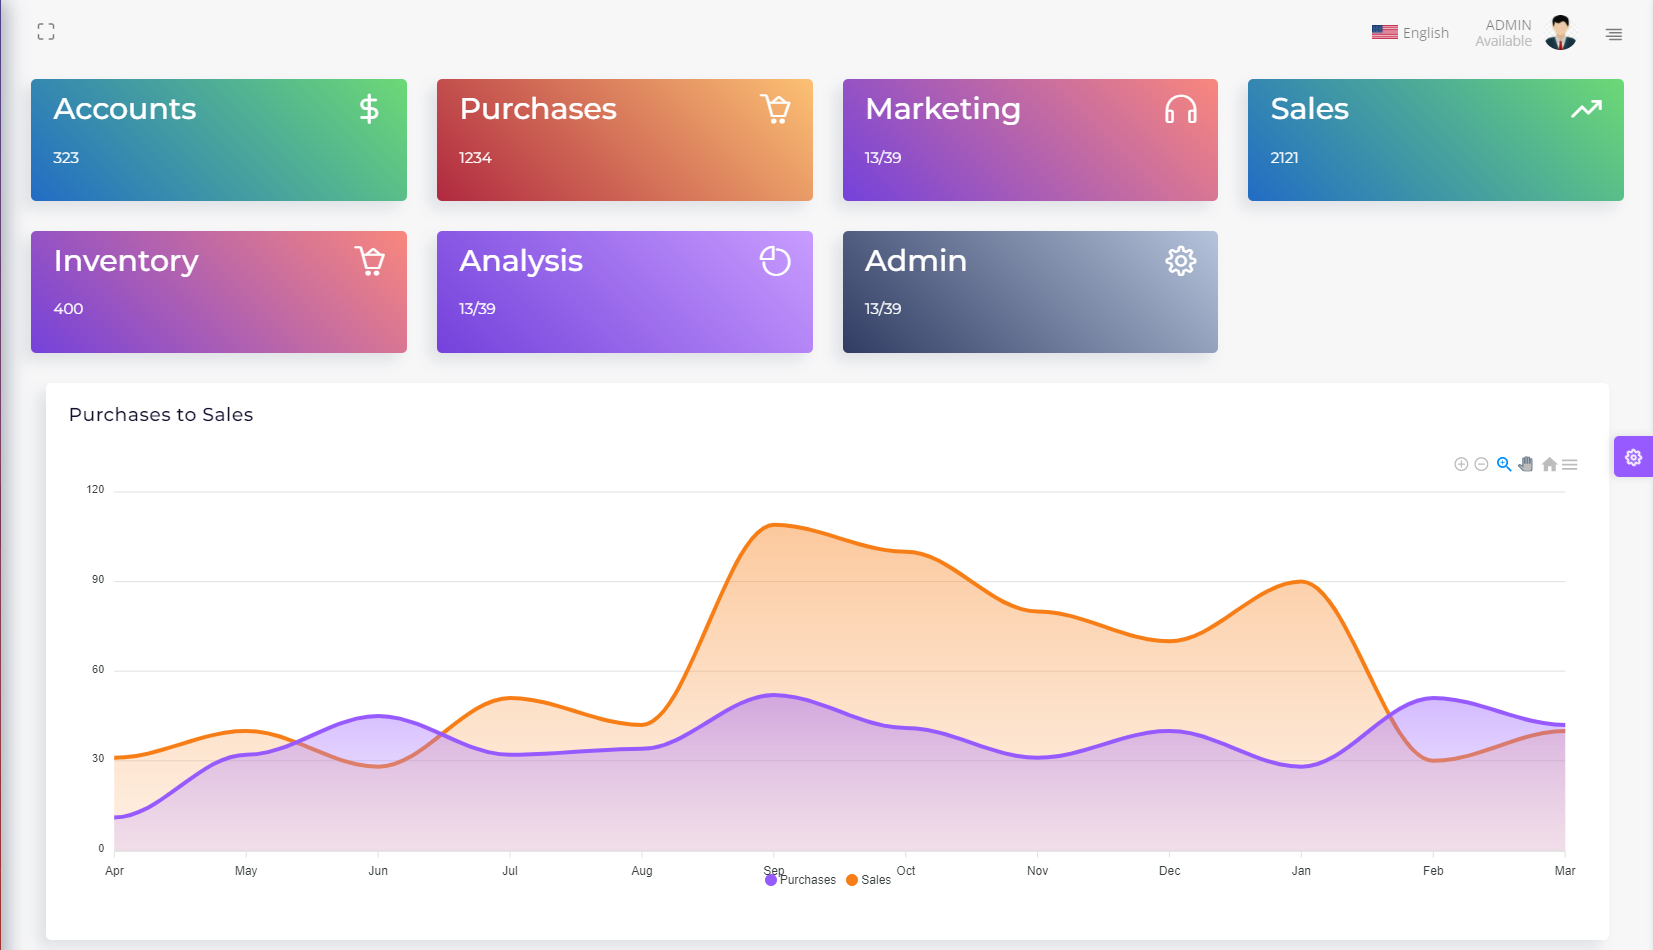 English
ADMIN
Available
Accounts
323
Purchases
1234
Marketing
13/39
Sales
2121
Inventory
400
Analysis
13/39
Admin
13/39
Purchases to Sales
120
90
60
30
0
Apr May Jun Jul Aug Sep Oct Nov Dec Jan Feb Mar
Purchases Sales